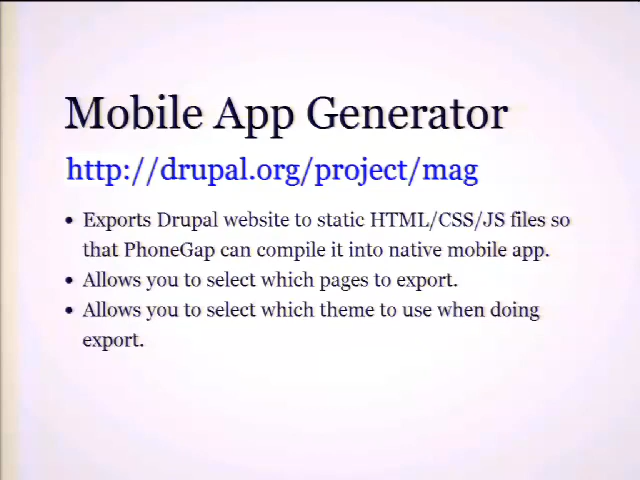 Mobile App Generator
http://drupal.org/project/mag
• Exports Drupal website to static HTML/CSS/JS files so
that PhoneGap can compile it into native mobile app.
• Allows you to select which pages to export.
• Allows you to select which theme to use when doing
export.